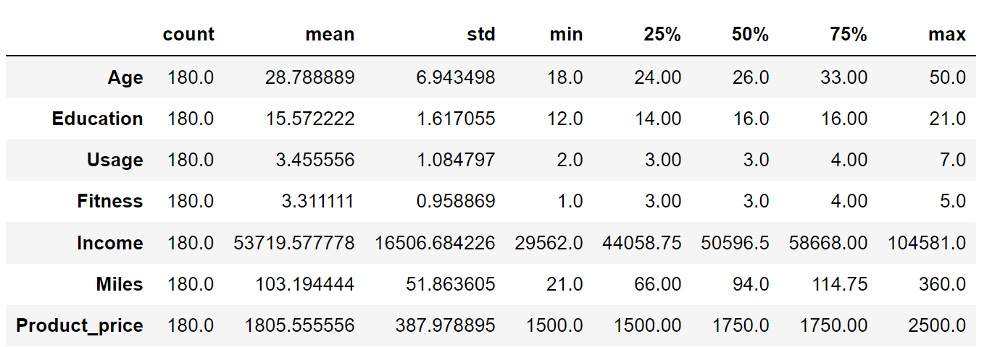 count mean std min 25% 50% 75% max
Age 180.0 28.788889 6.943498 18.0 24.00 26.0 33.00 50.0
Education 180.0 15.572222 1.617055 12.0 14.00 16.0 16.00 21.0
Usage 180.0 3.455556 1.084797 2.0 3.00 3.0 4.00 7.0
Fitness 180.0 3.311111 0.958869 1.0 3.00 3.0 4.00 5.0
Income 180.0 53719.577778 16506.684226 29562.0 44058.75 50596.5 58668.00 104581.0
Miles 180.0 103.194444 51.863605 21.0 66.00 94.0 114.75 360.0
Product_price 180.0 1805.555556 387.978895 1500.0 1500.00 1750.0 1750.00 2500.0